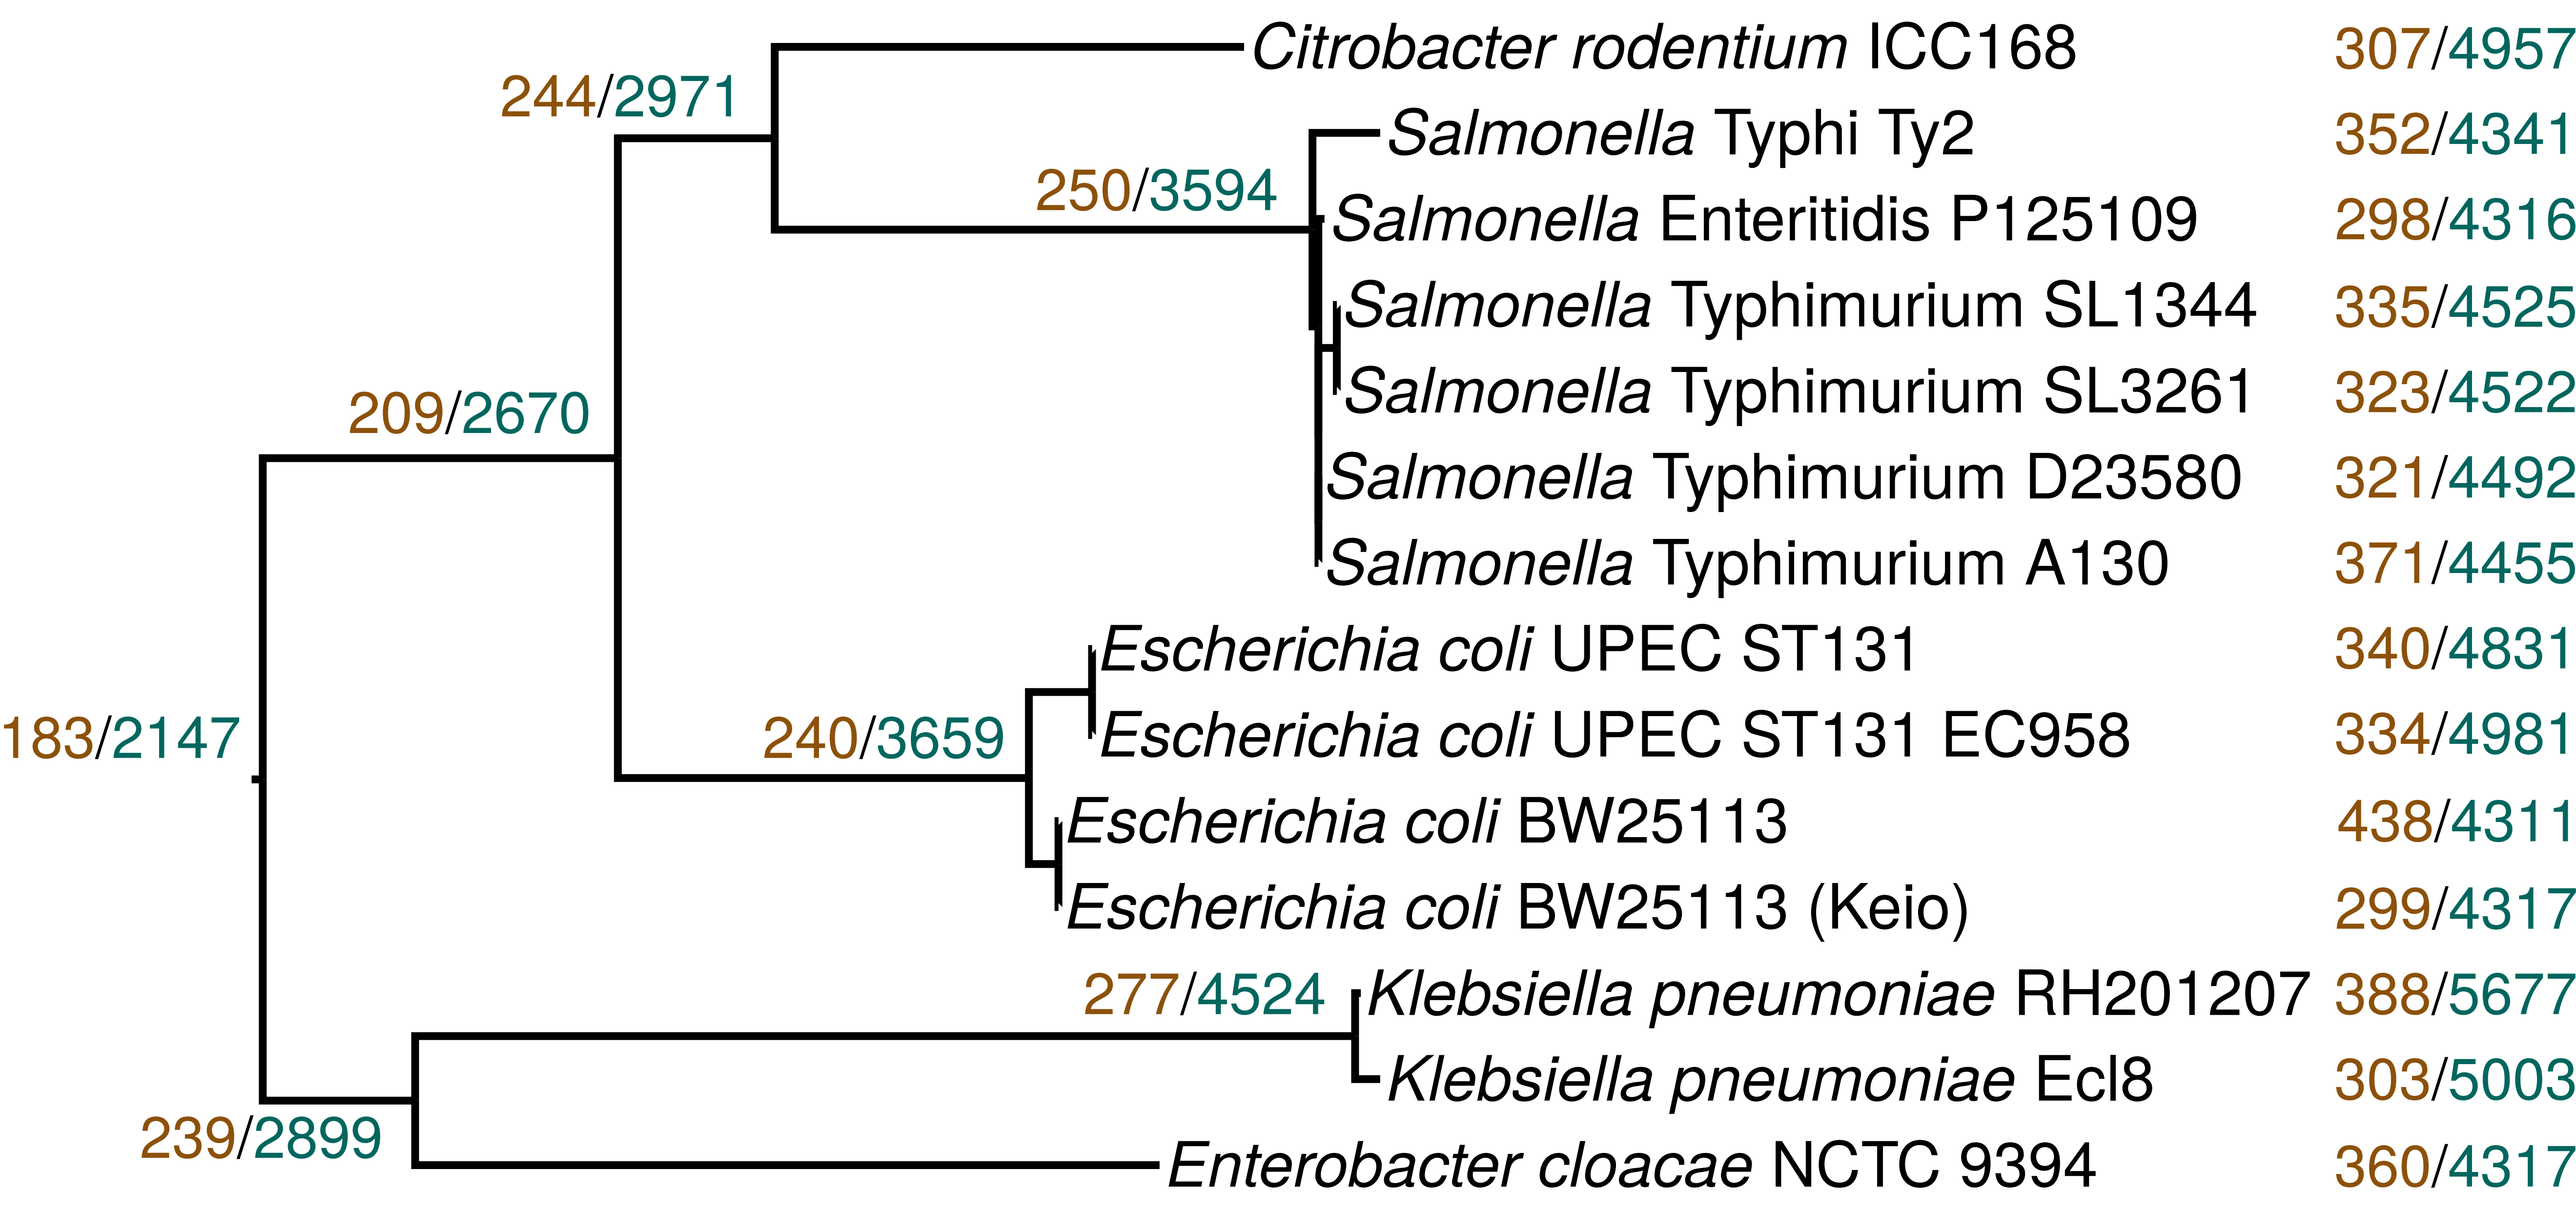 Citrobacter rodentium ICC168 307/4957
244/2971
Salmonella Typhi Ty2 352/4341
250/3594
Salmonella Enteritidis P125109 298/4316
Salmonella Typhimurium SL1344 335/4525
Salmonella Typhimurium SL3261 323/4522
209/2670
Salmonella Typhimurium D23580 321/4492
Salmonella Typhimurium A130 371/4455
Escherichia coli UPEC ST131 340/4831
183/2147
240/3659
Escherichia coli UPEC ST131 EC958 334/4981
Escherichia coli BW25113 438/4311
Escherichia coli BW25113 (Keio) 299/4317
277/4524
Klebsiella pneumoniae RH201207 388/5677
Klebsiella pneumoniae Ecl8 303/5003
239/2899
Enterobacter cloacae NCTC 9394 360/4317